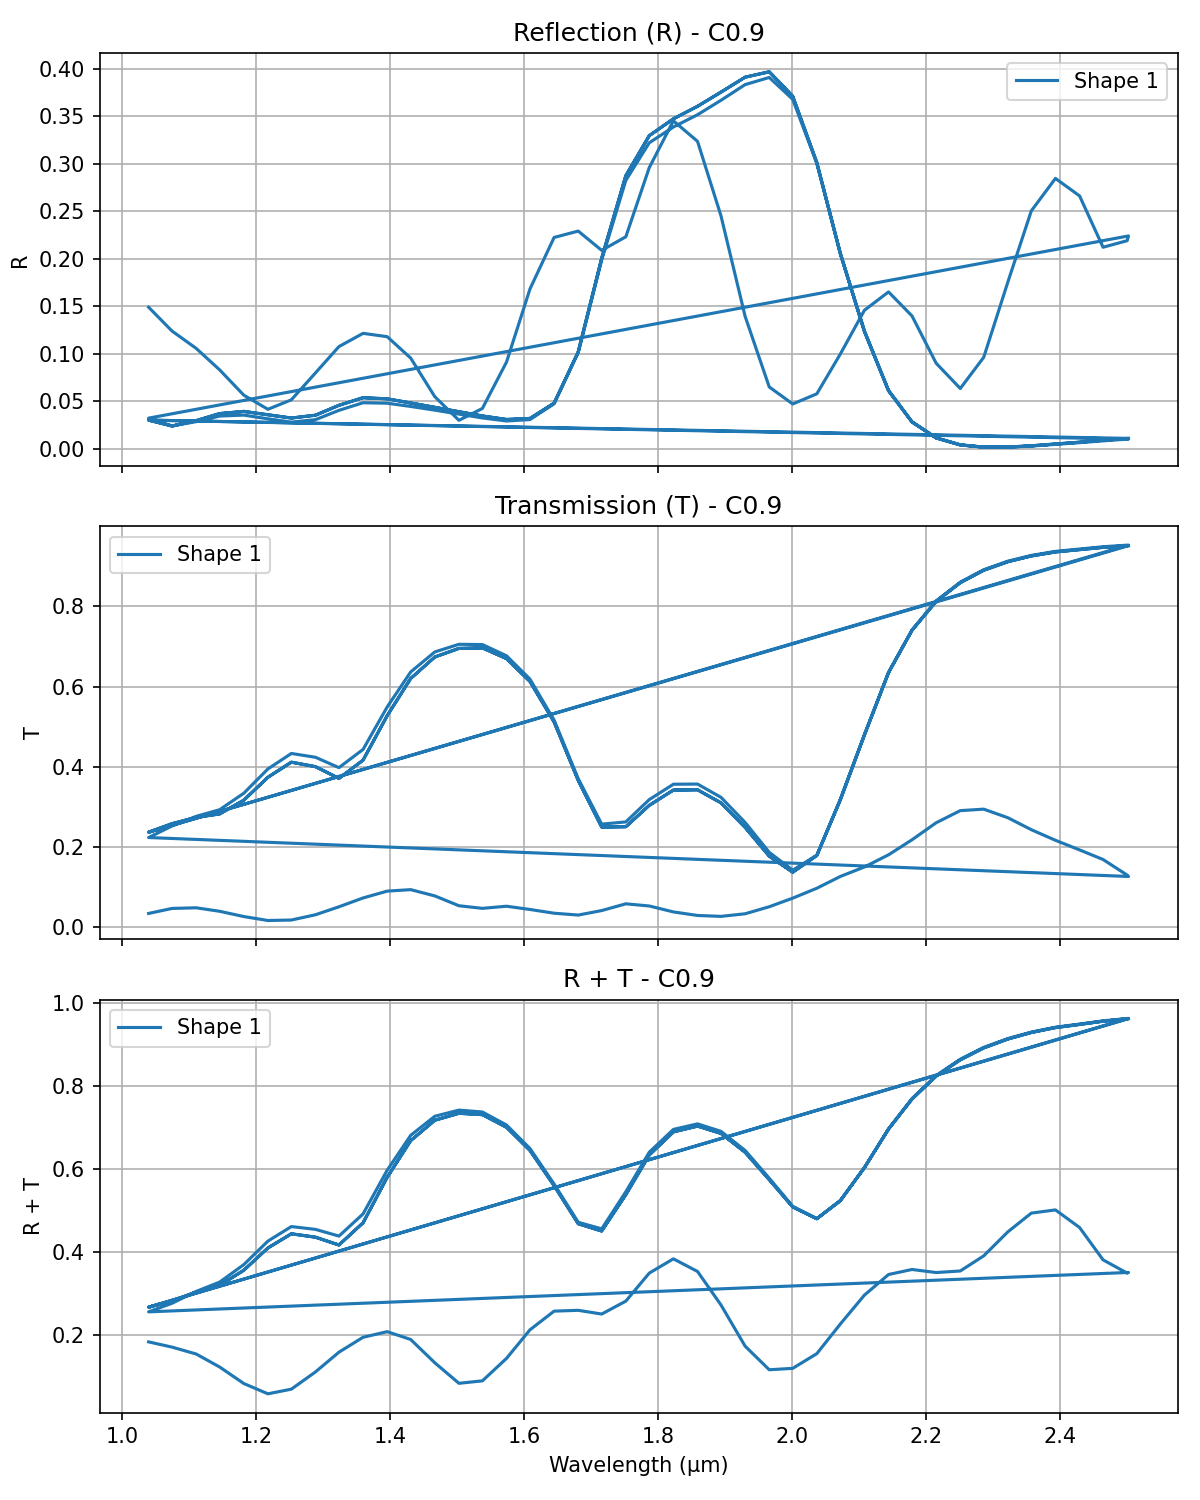 Reflection (R) - C0.9
0.40
0.35
0.30
0.25
0.20
0.15
0.10
0.05
0.00
R
Shape 1
Transmission (T) - C0.9
0.8
0.6
0.4
0.2
0.0
T
Shape 1
R + T - C0.9
1.0
0.8
0.6
0.4
0.2
R + T
Shape 1
1.0 1.2 1.4 1.6 1.8 2.0 2.2 2.4
Wavelength (μm)